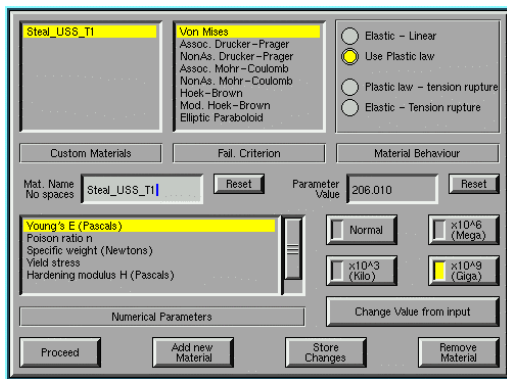 Steal_USS_T1
Von Mises
Assoc. Drucker-Prager
NonAs. Drucker-Prager
Assoc. Mohr-Coulomb
NonAs. Mohr-Coulomb
Hoek-Brown
Mod. Hoek-Brown
Elliptic Paraboloid
Elastic - Linear
Use Plastic law
Plastic law - tension rupture
Elastic - Tension rupture
Custom Materials
Fail. Criterion
Material Behaviour
Mat. Name
No spaces
Steal_USS_T1
Reset
Parameter
Value
206.010
Reset
Young's E (Pascals)
Poison ratio n
Specific weight (Newtons)
Yield stress
Hardening modulus H (Pascals)
Normal
x10^6
(Mega)
x10^3
(Kilo)
x10^9
(Giga)
Numerical Parameters
Change Value from input
Proceed
Add new
Material
Store
Changes
Remove
Material